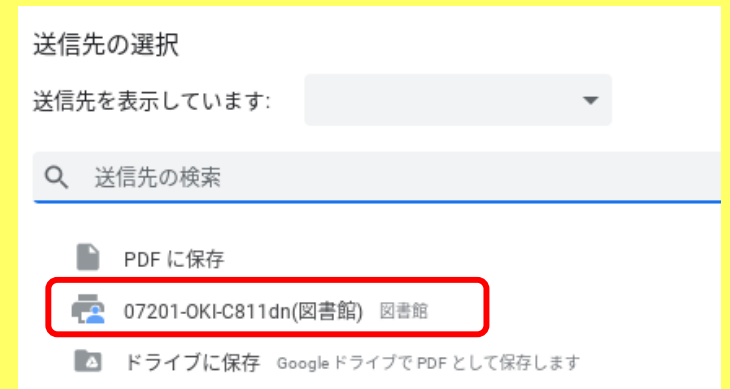 送信先の選択
送信先を表示しています:
送信先の検索
PDF に保存
07201-OKI-C811dn(図書館) 図書館
ドライブに保存 Google ドライブで PDF として保存します